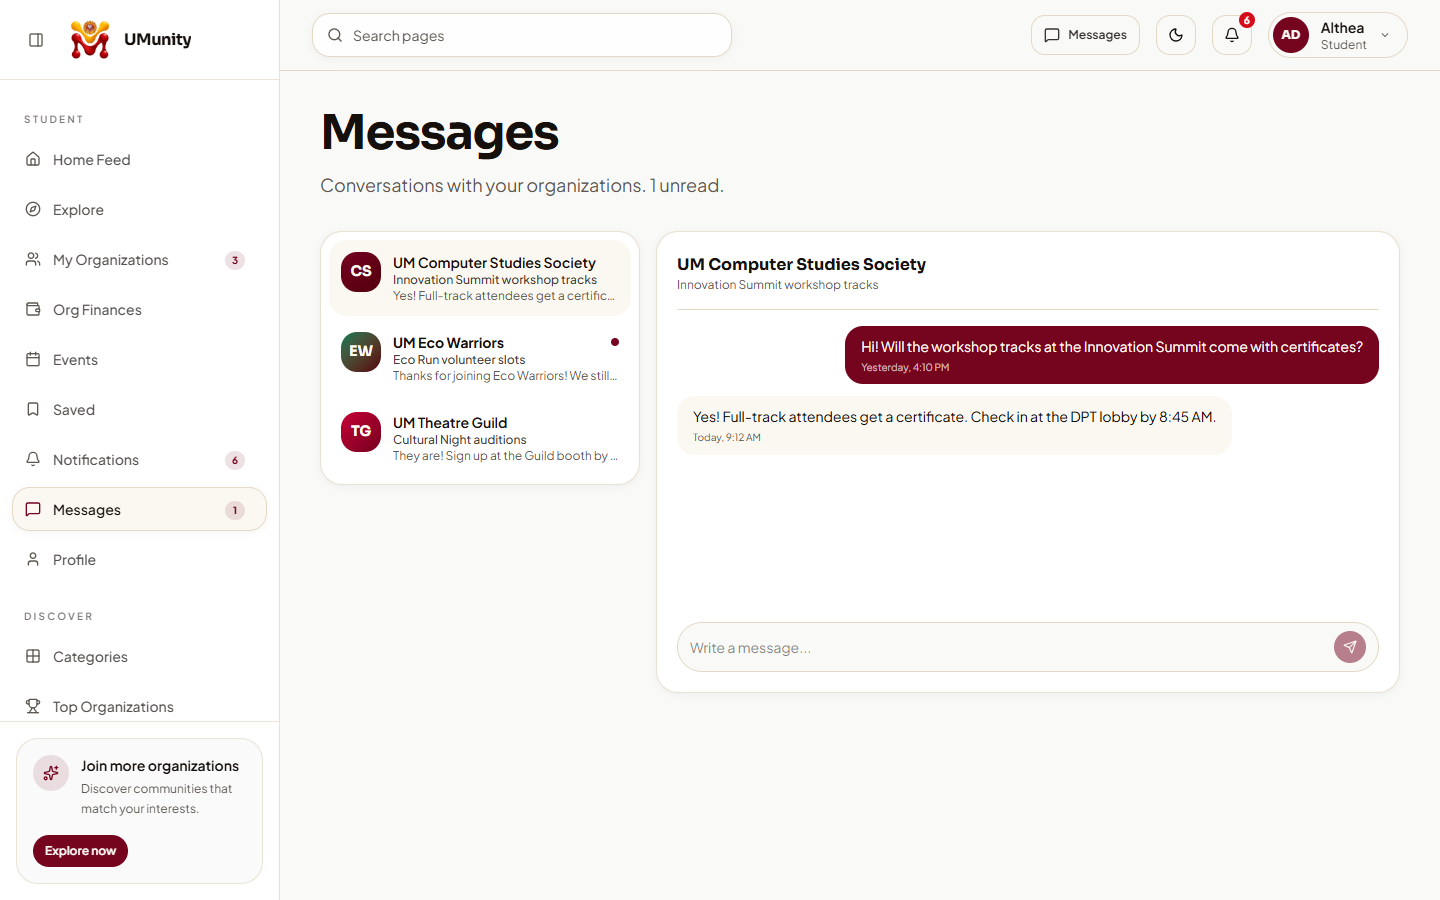 UMunity
Search pages
Messages
6
AD
Althea
Student
STUDENT
Home Feed
Explore
My Organizations
3
Org Finances
Events
Saved
Notifications
6
Messages
1
Profile
DISCOVER
Categories
Top Organizations
Join more organizations
Discover communities that
match your interests.
Explore now
Messages
Conversations with your organizations. 1 unread.
CS
UM Computer Studies Society
Innovation Summit workshop tracks
Yes! Full-track attendees get a certific...
EW
UM Eco Warriors
Eco Run volunteer slots
Thanks for joining Eco Warriors! We still...
TG
UM Theatre Guild
Cultural Night auditions
They are! Sign up at the Guild booth by ...
UM Computer Studies Society
Innovation Summit workshop tracks
Hi! Will the workshop tracks at the Innovation Summit come with certificates?
Yesterday, 4:10 PM
Yes! Full-track attendees get a certificate. Check in at the DPT lobby by 8:45 AM.
Today, 9:12 AM
Write a message...